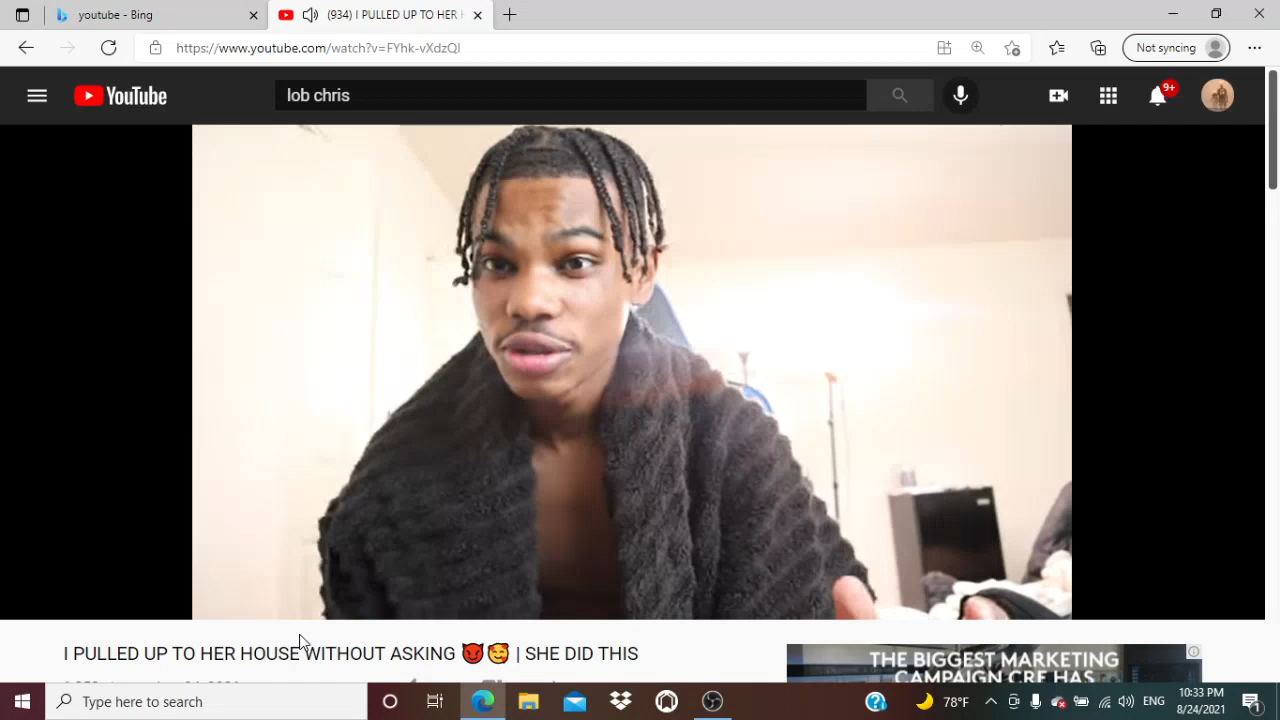 youtube - Bing
(934) I PULLED UP TO HER
https://www.youtube.com/watch?v=FYhk-vXdzQI
Not syncing
YouTube
lob chris
9+
I PULLED UP TO HER HOUSE WITHOUT ASKING 😈🥰 | SHE DID THIS
THE BIGGEST MARKETING
CAMPAIGN CRE HAS
Type here to search
78°F
ENG
10:33 PM
8/24/2021
1